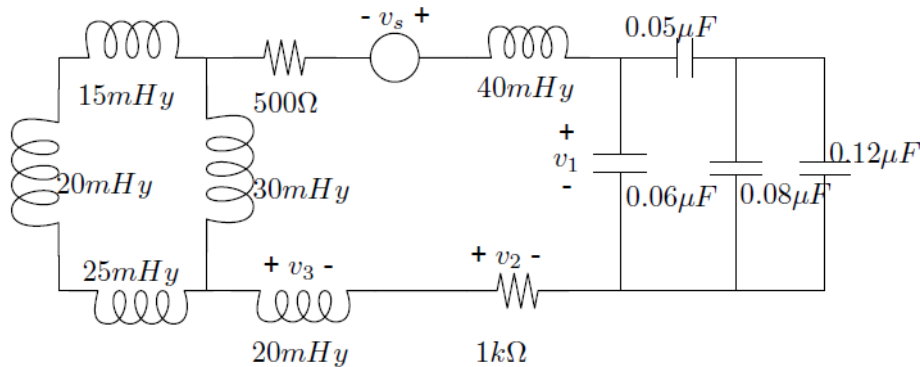 - v_s +
0.05μF
15mHy
500Ω
40mHy
+
v_1
-
20mHy
30mHy
0.06μF
0.08μF
0.12μF
25mHy
+ v_3 -
+ v_2 -
20mHy
1kΩ